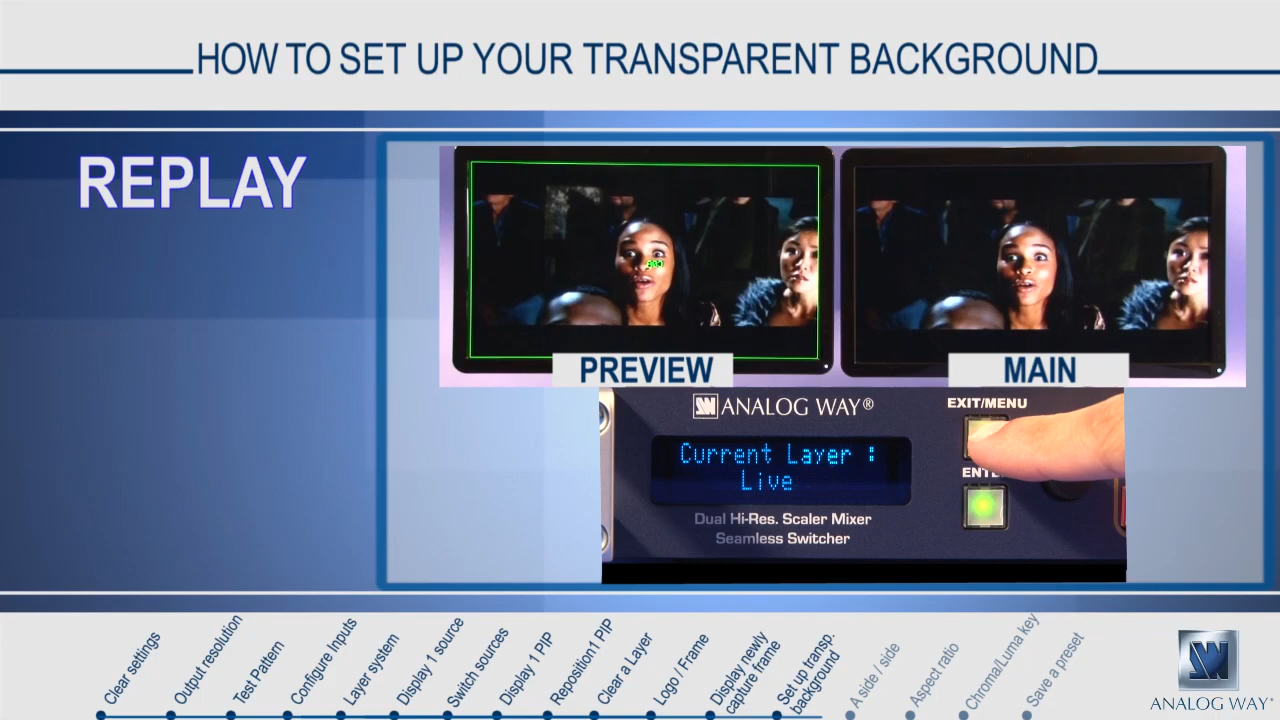 HOW TO SET UP YOUR TRANSPARENT BACKGROUND
REPLAY
PREVIEW
MAIN
ANALOG WAY®
EXIT/MENU
Current Layer :
Live
Dual Hi-Res. Scaler Mixer
Seamless Switcher
Clear settings
Output resolution
Test Pattern
Configure Inputs
Layer system
Display 1 source
Switch sources
Display 1 PIP
Reposition1 PIP
Clear a Layer
Logo / Frame
Display newly
capture frame
Set up transp.
background
A side / side
Aspect ratio
Chroma/Luma key
Save a preset
ANALOG WAY®